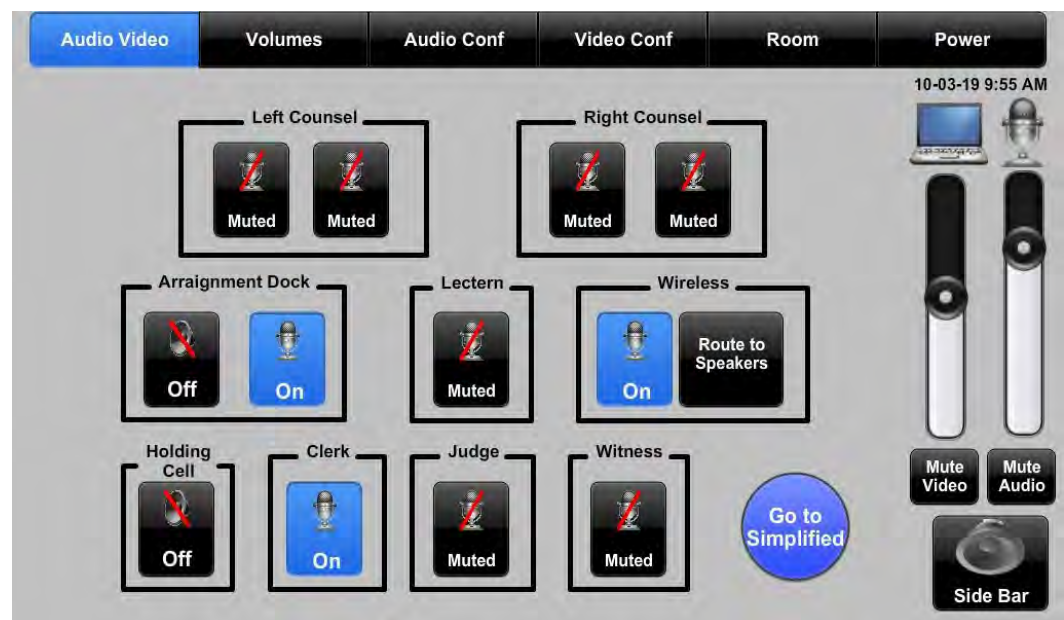 Audio Video
Volumes
Audio Conf
Video Conf
Room
Power
10-03-19 9:55 AM
Left Counsel
Muted
Muted
Right Counsel
Muted
Muted
Arraignment Dock
Off
On
Lectern
Muted
Wireless
On
Route to
Speakers
Holding
Cell
Off
Clerk
On
Judge
Muted
Witness
Muted
Go to
Simplified
Mute
Video
Mute
Audio
Side Bar